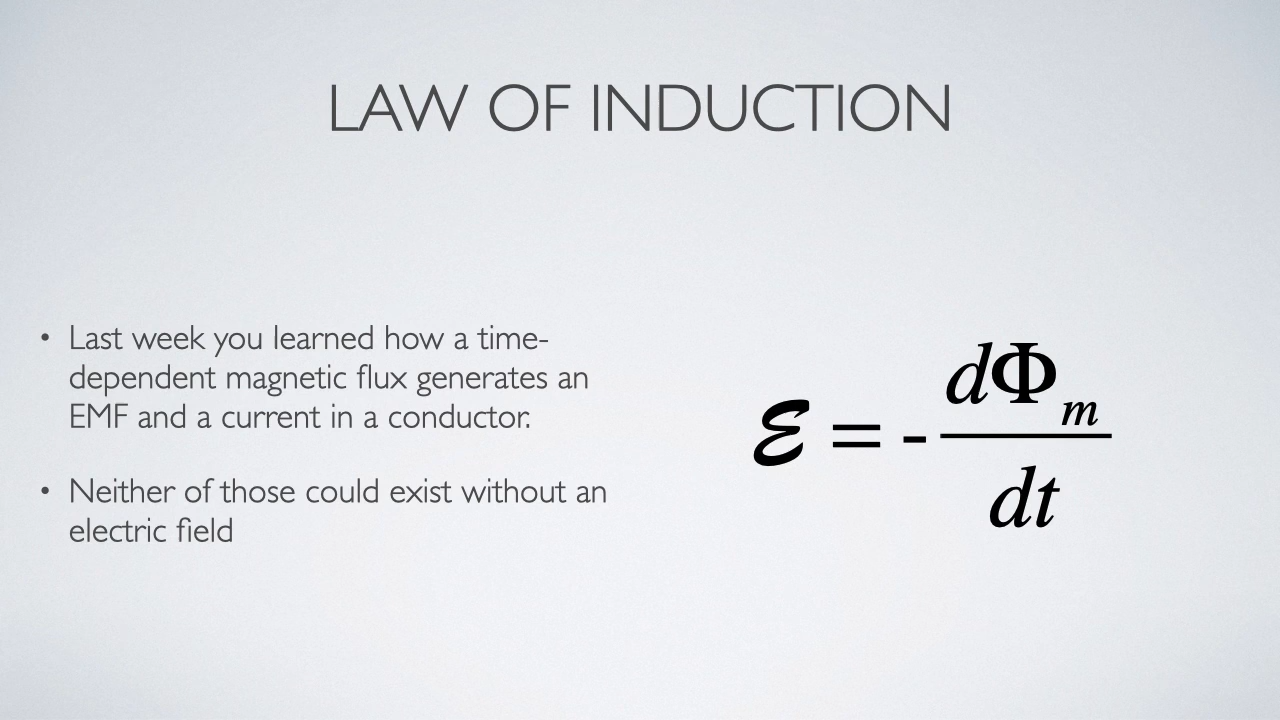 LAW OF INDUCTION
• Last week you learned how a time-
dependent magnetic flux generates an
EMF and a current in a conductor.
• Neither of those could exist without an
electric field
ℰ = - dΦₘ / dt